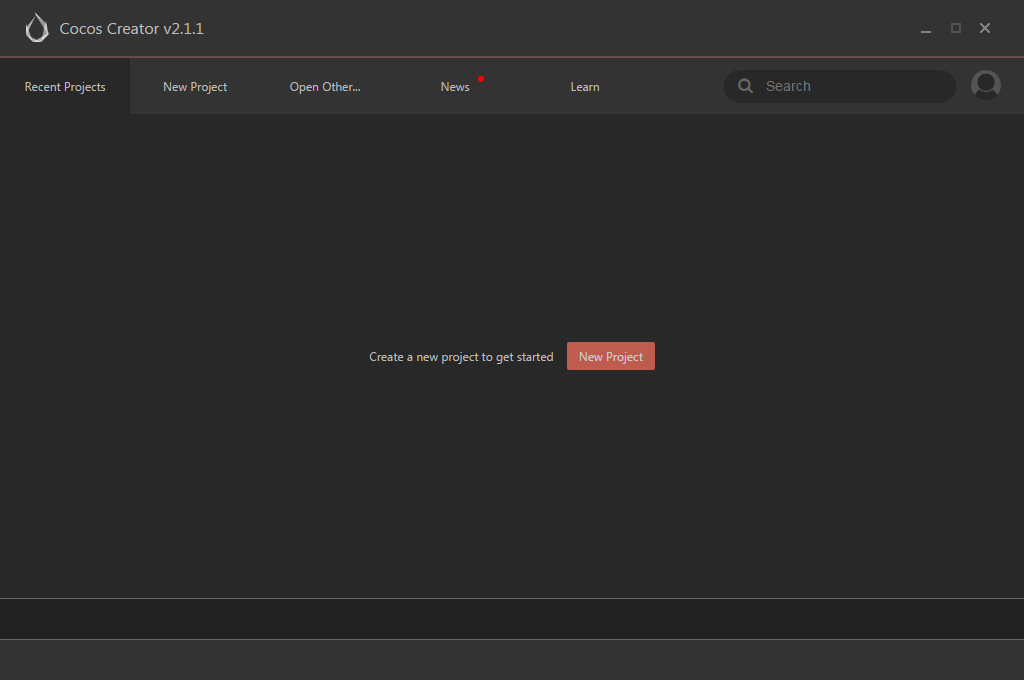 Cocos Creator v2.1.1
Recent Projects
New Project
Open Other...
News
Learn
Search
Create a new project to get started
New Project